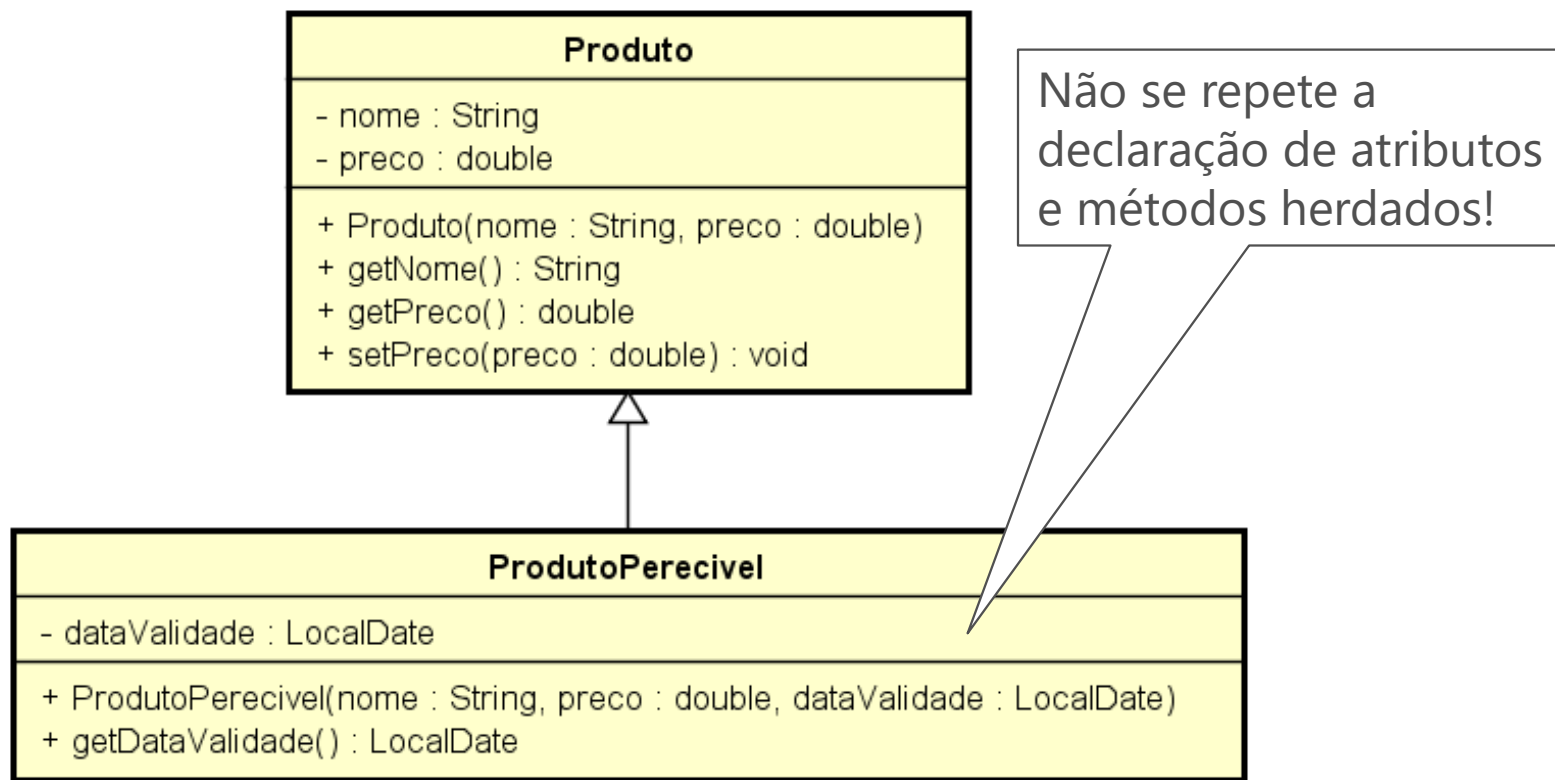 Produto
- nome : String
- preco : double
+ Produto(nome : String, preco : double)
+ getNome() : String
+ getPreco() : double
+ setPreco(preco : double) : void
Não se repete a
declaração de atributos
e métodos herdados!
ProdutoPerecivel
- dataValidade : LocalDate
+ ProdutoPerecivel(nome : String, preco : double, dataValidade : LocalDate)
+ getDataValidade() : LocalDate